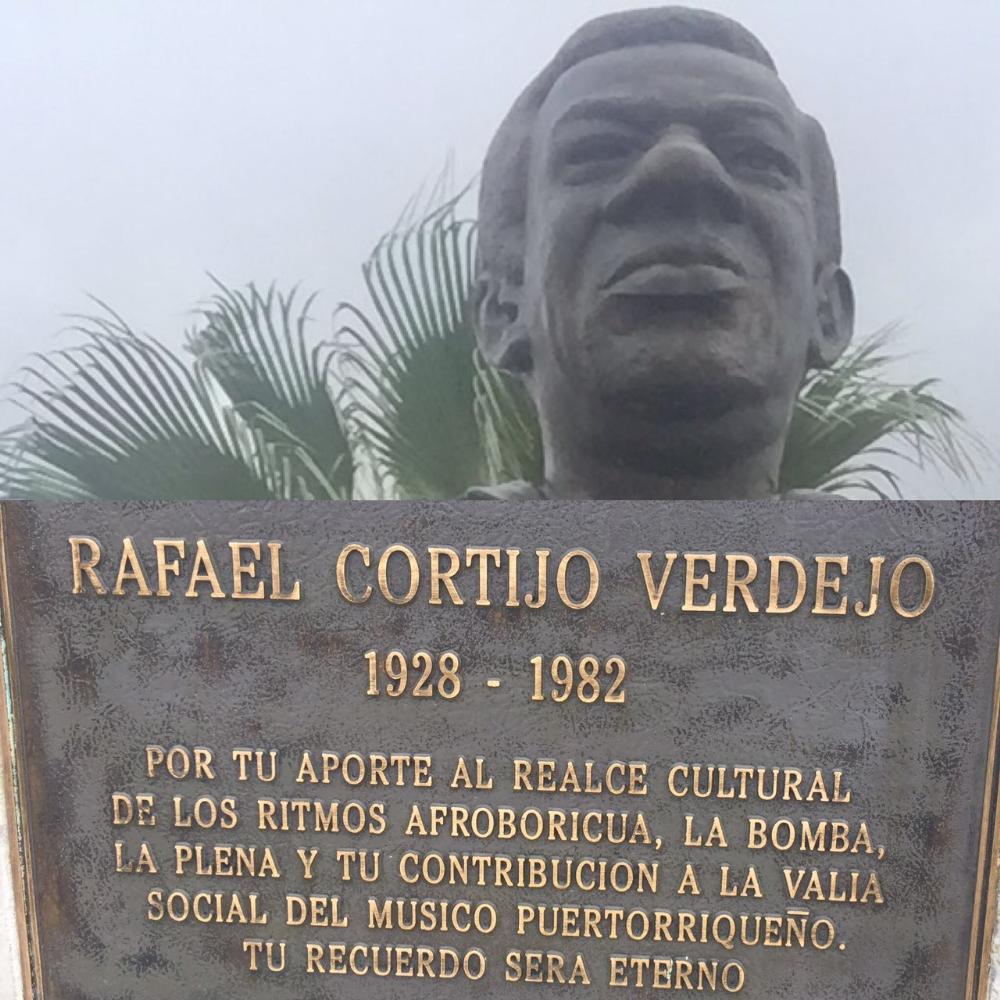 RAFAEL CORTIJO VERDEJO
1928 - 1982
POR TU APORTE AL REALCE CULTURAL
DE LOS RITMOS AFROBORICUA, LA BOMBA,
LA PLENA Y TU CONTRIBUCION A LA VALIA
SOCIAL DEL MUSICO PUERTORRIQUEÑO.
TU RECUERDO SERA ETERNO